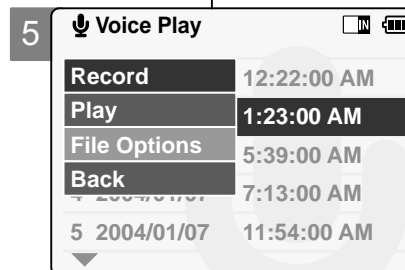 5
Voice Play
IN
Record 12:22:00 AM
Play 1:23:00 AM
File Options 5:39:00 AM
Back 7:13:00 AM
5 2004/01/07 11:54:00 AM